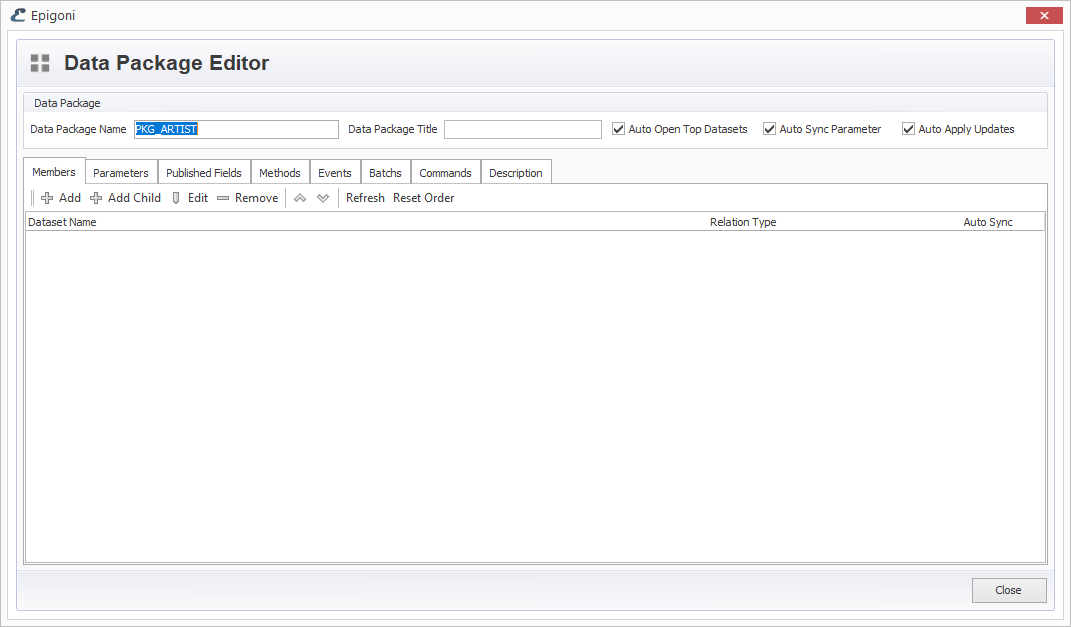 Epigoni
Data Package Editor
Data Package
Data Package Name PKG_ARTIST Data Package Title Auto Open Top Datasets Auto Sync Parameter Auto Apply Updates
Members Parameters Published Fields Methods Events Batchs Commands Description
Add Add Child Edit Remove Refresh Reset Order
Dataset Name Relation Type Auto Sync
Close